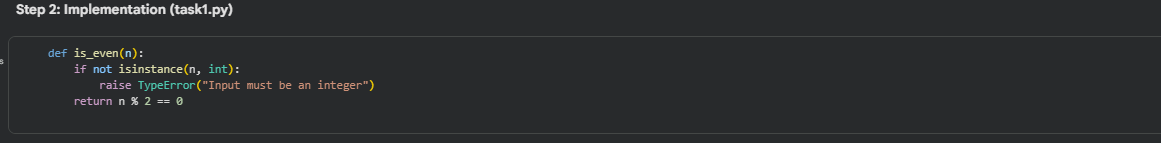 Step 2: Implementation (task1.py)
s
def is_even(n):
    if not isinstance(n, int):
        raise TypeError("Input must be an integer")
    return n % 2 == 0